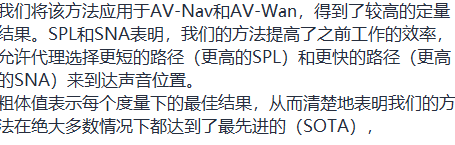 我们将该方法应用于AV-Nav和AV-Wan，得到了较高的定量
结果。SPL和SNA表明，我们的方法提高了之前工作的效率，
允许代理选择更短的路径（更高的SPL）和更快的路径（更高
的SNA）来到达声音位置。
粗体值表示每个度量下的最佳结果，从而清楚地表明我们的方
法在绝大多数情况下都达到了最先进的（SOTA），